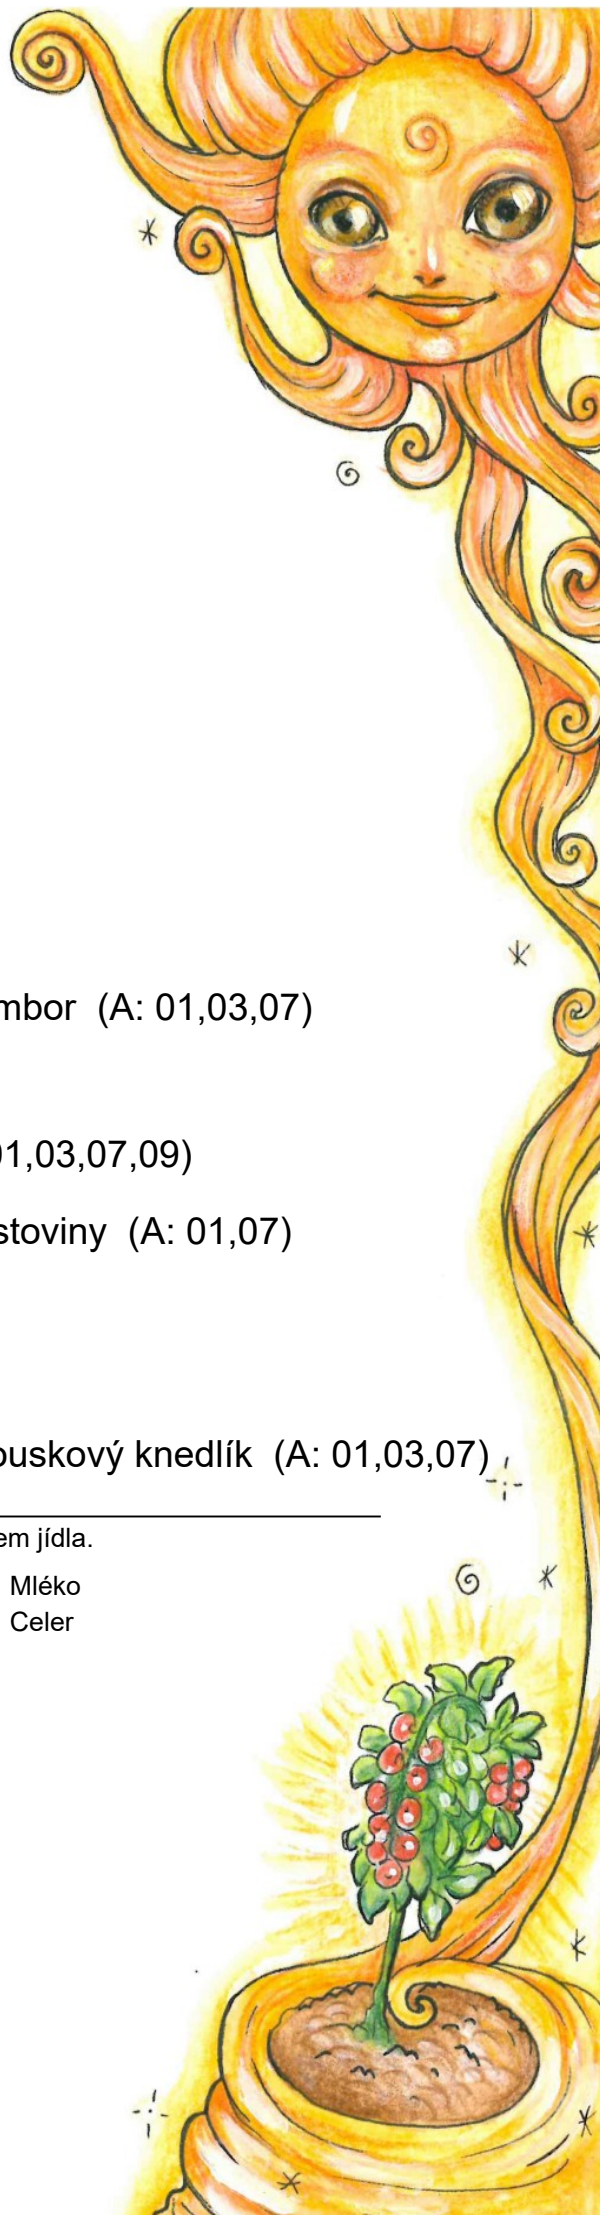 mbor (A: 01,03,07)
01,03,07,09)
stoviny (A: 01,07)
ouskový knedlík (A: 01,03,07)
em jídla.
Mléko
Celer